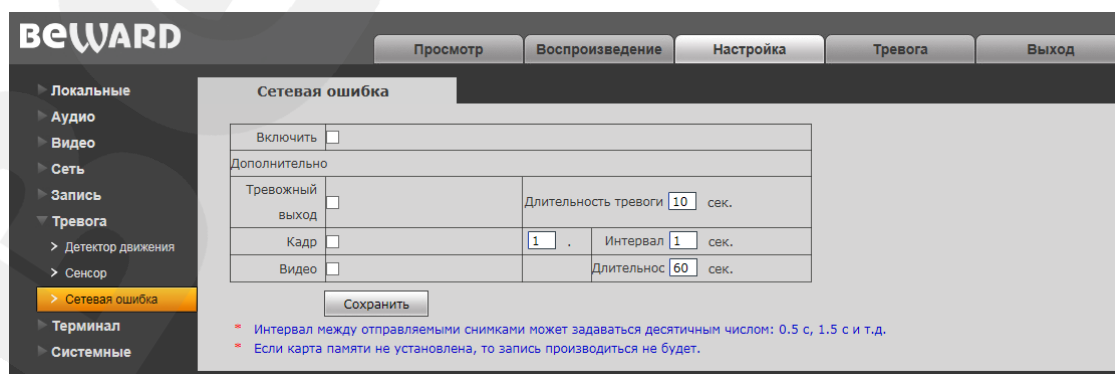 BEWARD
Просмотр Воспроизведение Настройка Тревога Выход
Локальные
Аудио
Видео
Сеть
Запись
Тревога
> Детектор движения
> Сенсор
> Сетевая ошибка
Терминал
Системные
Сетевая ошибка
Включить
Дополнительно
Тревожный выход Длительность тревоги 10 сек.
Кадр 1 . Интервал 1 сек.
Видео Длительнос 60 сек.
Сохранить
* Интервал между отправляемыми снимками может задаваться десятичным числом: 0.5 с, 1.5 с и т.д.
* Если карта памяти не установлена, то запись производиться не будет.